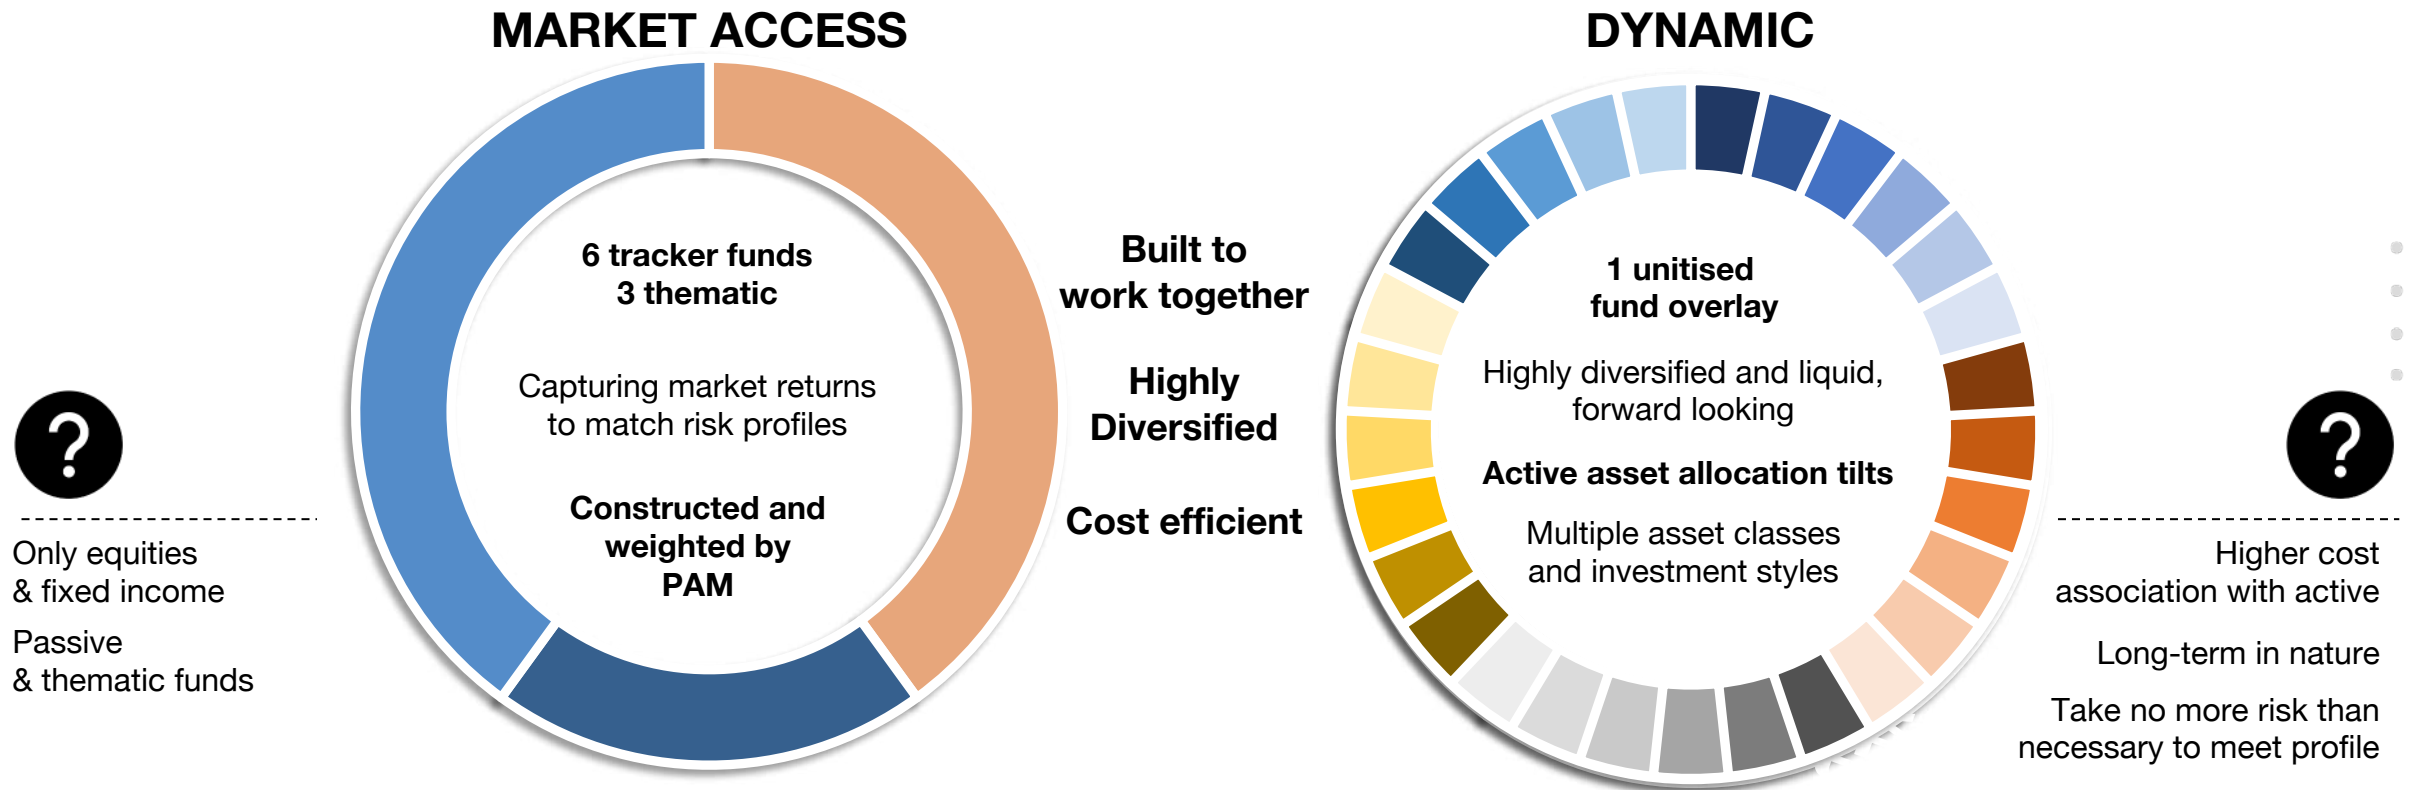 MARKET ACCESS
6 tracker funds
3 thematic
Capturing market returns
to match risk profiles
Constructed and
weighted by
PAM
?
Only equities
& fixed income
Passive
& thematic funds
Built to
work together
Highly
Diversified
Cost efficient
DYNAMIC
1 unitised
fund overlay
Highly diversified and liquid,
forward looking
Active asset allocation tilts
Multiple asset classes
and investment styles
?
Higher cost
association with active
Long-term in nature
Take no more risk than
necessary to meet profile